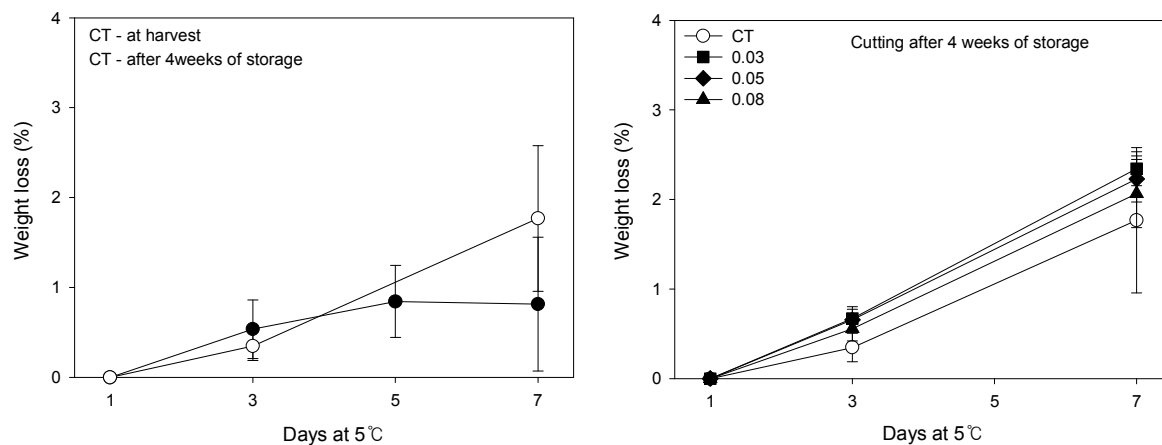 4
3
2
1
0
Weight loss (%)
CT - at harvest
CT - after 4weeks of storage
1 3 5 7
Days at 5℃
4
3
2
1
0
Weight loss (%)
CT
0.03
0.05
0.08
Cutting after 4 weeks of storage
1 3 5 7
Days at 5℃